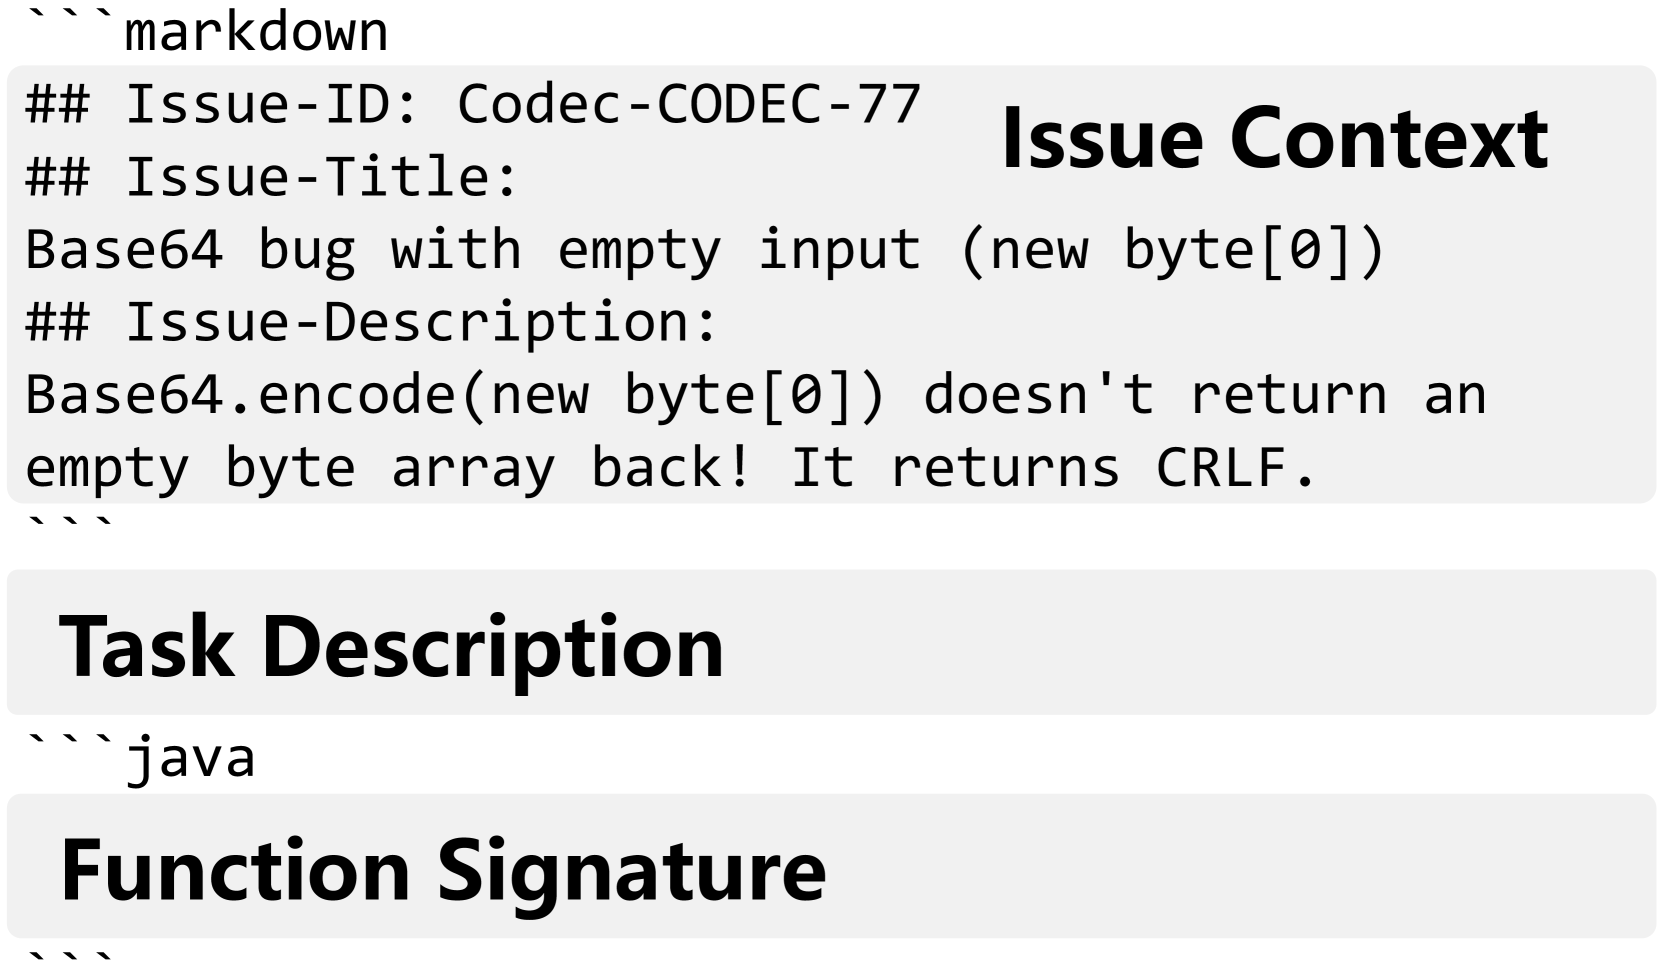 ```markdown
## Issue-ID: Codec-CODEC-77
Issue Context
## Issue-Title:
Base64 bug with empty input (new byte[0])
## Issue-Description:
Base64.encode(new byte[0]) doesn't return an
empty byte array back! It returns CRLF.
```
Task Description
```java
Function Signature
```